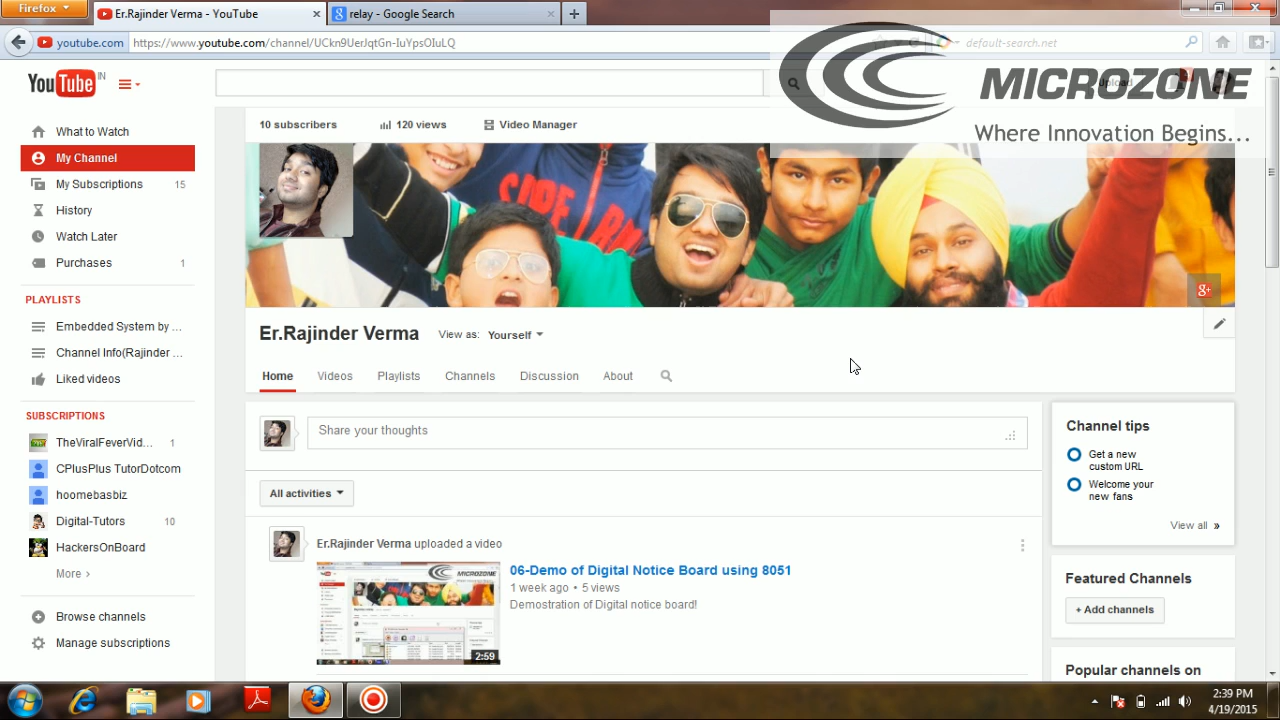 Firefox
Er.Rajinder Verma - YouTube
relay - Google Search
youtube.com
https://www.youtube.com/channel/UCkn9UerJqtGn-IuYpsOIuLQ
default-search.net
MICROZONE
Where Innovation Begins...
YouTube IN
Upload
What to Watch
My Channel
My Subscriptions 15
History
Watch Later
Purchases 1
PLAYLISTS
Embedded System by ...
Channel Info(Rajinder ...
Liked videos
SUBSCRIPTIONS
TheViralFeverVid... 1
CPlusPlus TutorDotcom
hoomebasbiz
Digital-Tutors 10
HackersOnBoard
More ›
Browse channels
Manage subscriptions
10 subscribers
120 views
Video Manager
g+
Er.Rajinder Verma
View as: Yourself
Home
Videos
Playlists
Channels
Discussion
About
Share your thoughts
All activities
Er.Rajinder Verma uploaded a video
06-Demo of Digital Notice Board using 8051
1 week ago • 5 views
Demostration of Digital notice board!
MICROZONE
2:59
Channel tips
Get a new
custom URL
Welcome your
new fans
View all »
Featured Channels
+ Add channels
Popular channels on
2:39 PM
4/19/2015